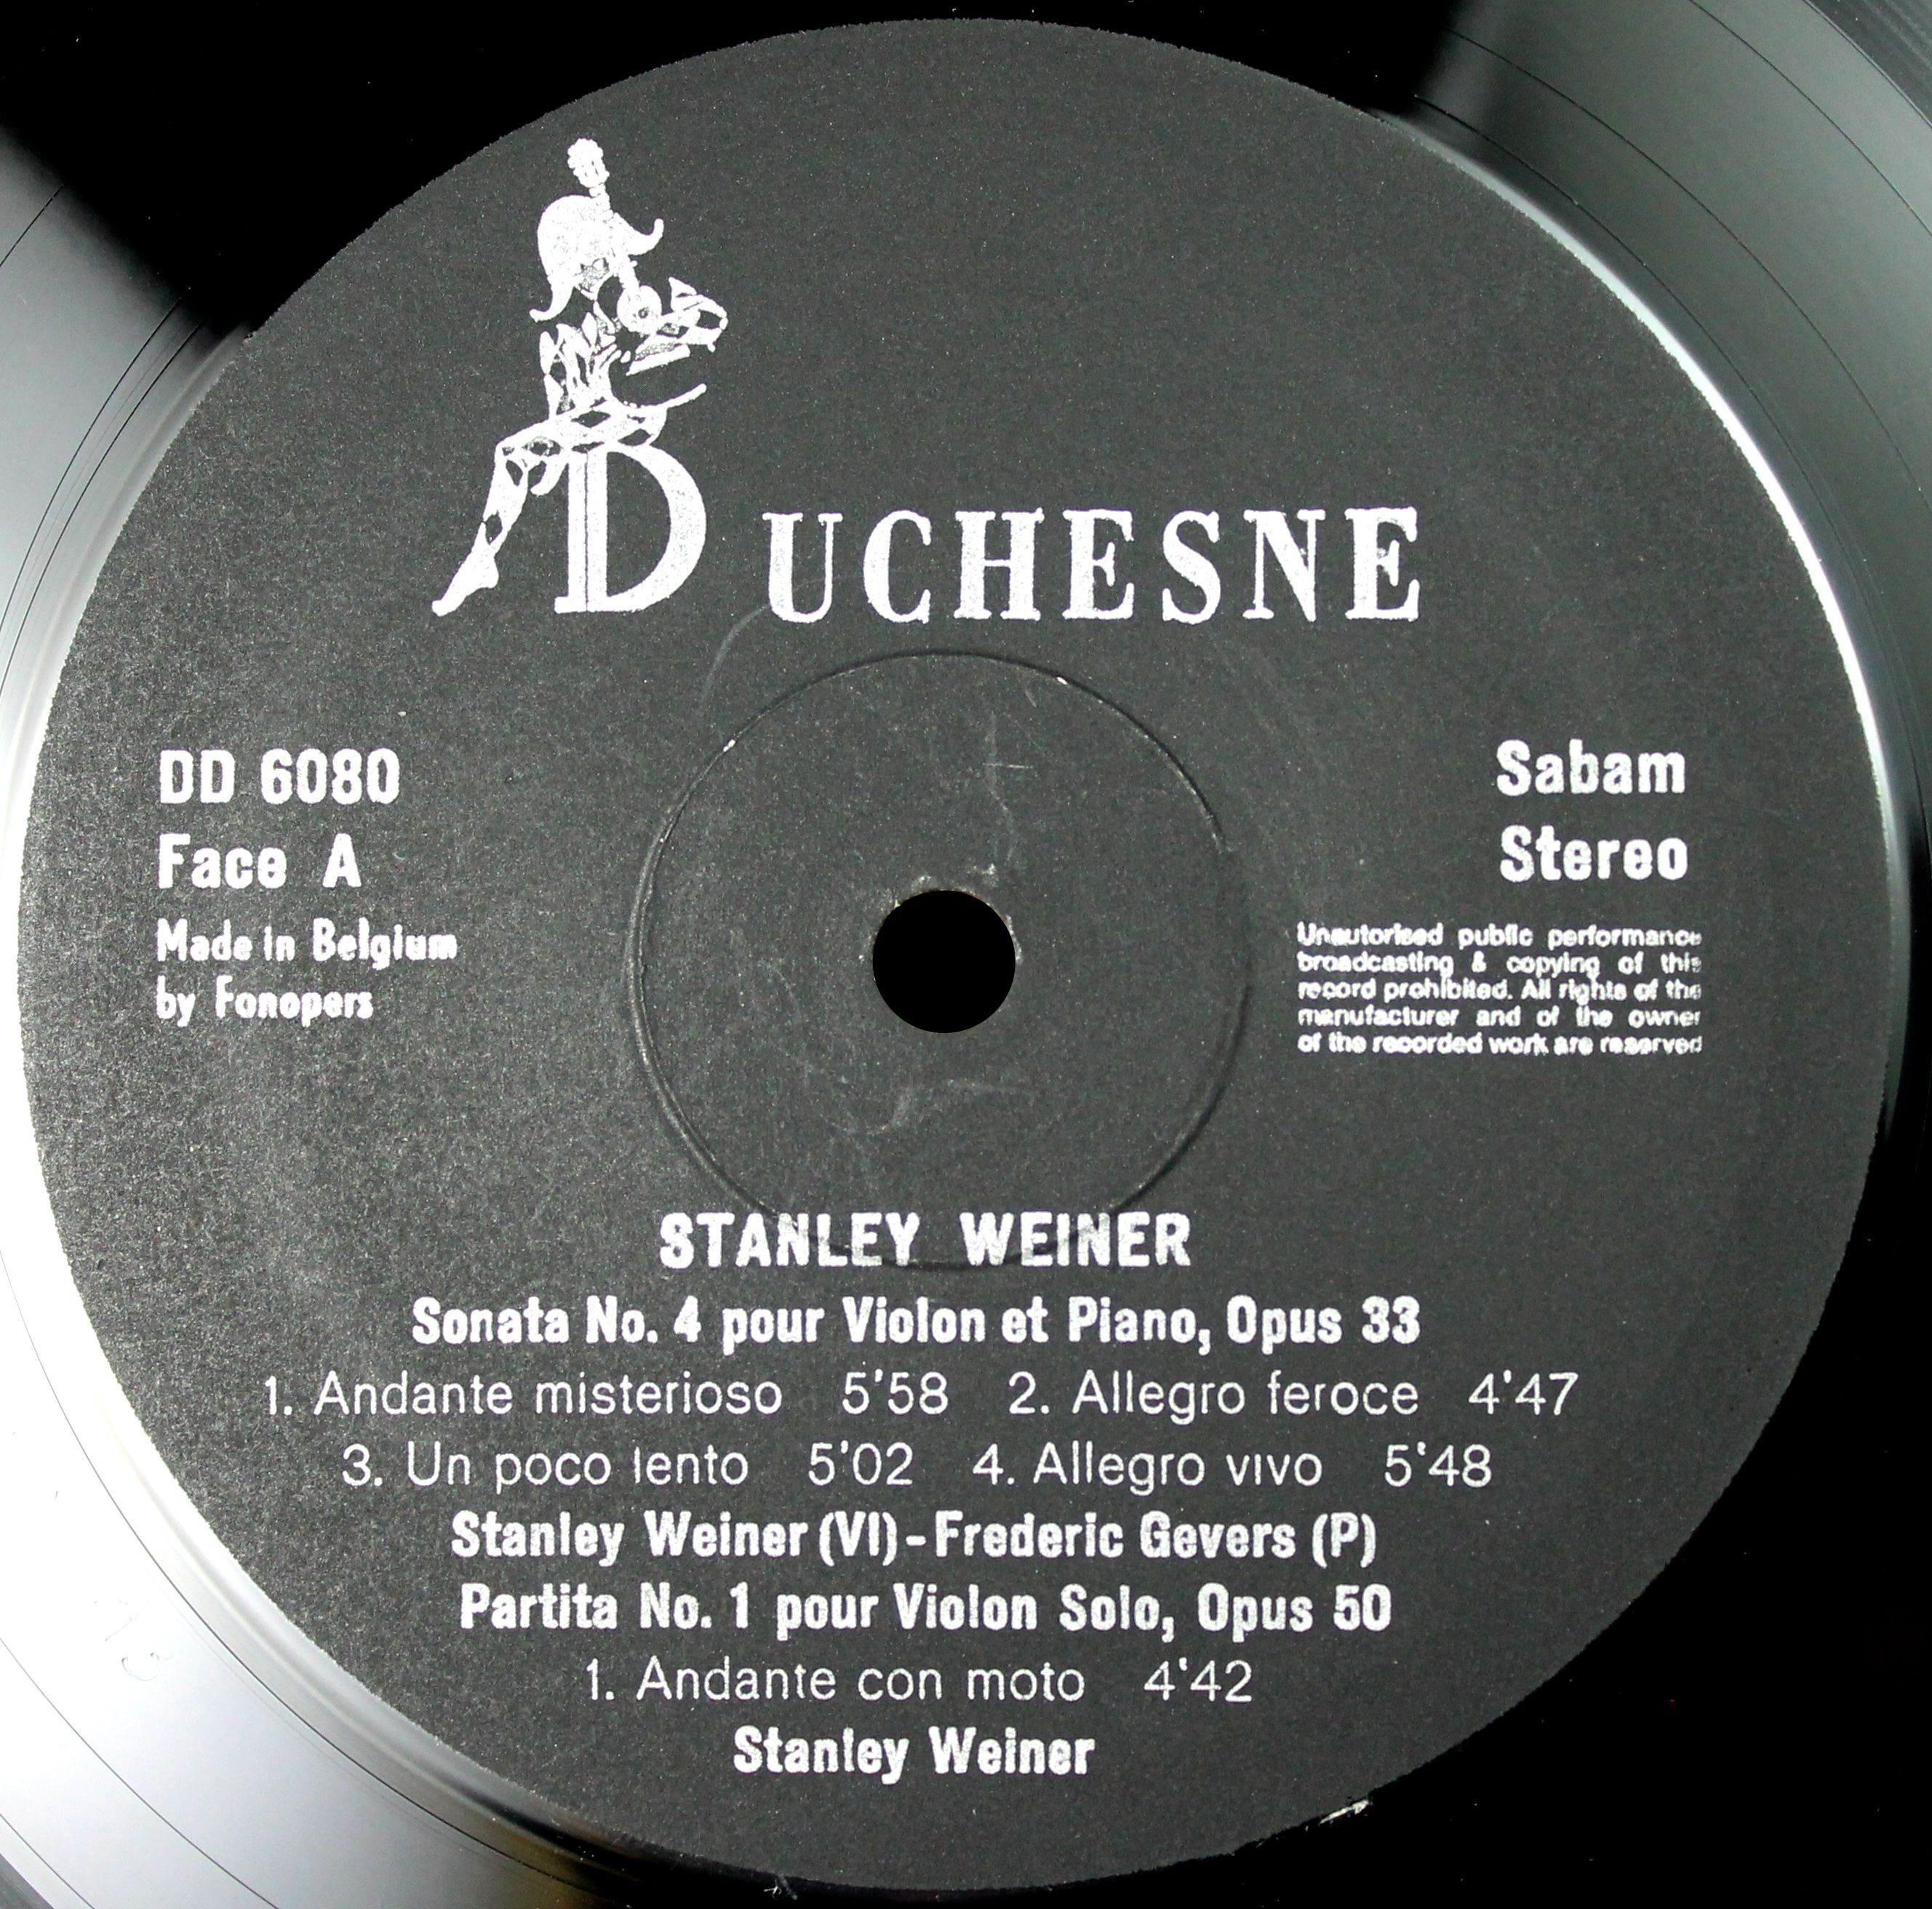 DUCHESNE
DD 6080
Face A
Made in Belgium
by Fonopers
Sabam
Stereo
Unautorised public performance
broadcasting & copying of this
record prohibited. All rights of the
manufacturer and of the owner
of the recorded work are reserved
STANLEY WEINER
Sonata No. 4 pour Violon et Piano, Opus 33
1. Andante misterioso 5'58 2. Allegro feroce 4'47
3. Un poco lento 5'02 4. Allegro vivo 5'48
Stanley Weiner (VI) - Frederic Gevers (P)
Partita No. 1 pour Violon Solo, Opus 50
1. Andante con moto 4'42
Stanley Weiner